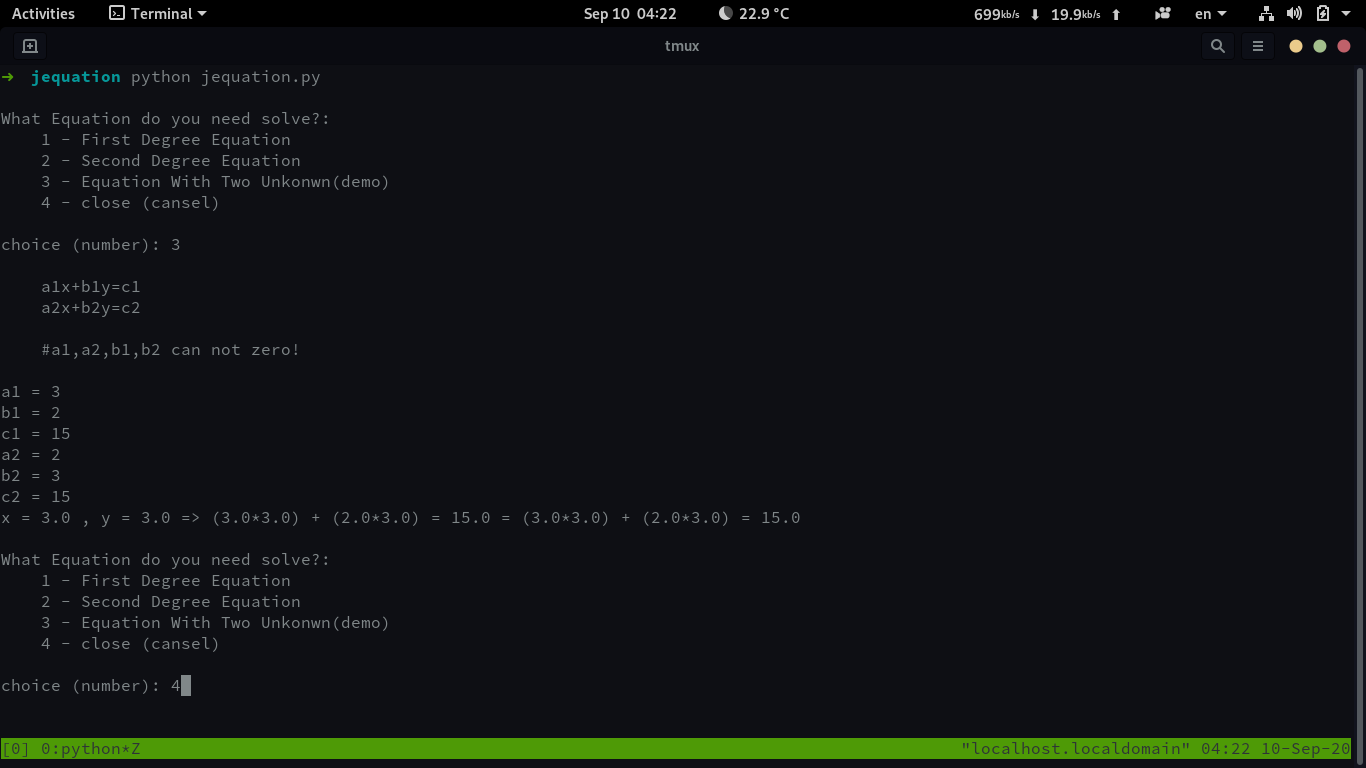 Activities Terminal Sep 10 04:22 22.9 °C 699kb/s 19.9kb/s en
tmux
➜ jequation python jequation.py
What Equation do you need solve?:
1 - First Degree Equation
2 - Second Degree Equation
3 - Equation With Two Unkonwn(demo)
4 - close (cansel)
choice (number): 3
a1x+b1y=c1
a2x+b2y=c2
#a1,a2,b1,b2 can not zero!
a1 = 3
b1 = 2
c1 = 15
a2 = 2
b2 = 3
c2 = 15
x = 3.0 , y = 3.0 => (3.0*3.0) + (2.0*3.0) = 15.0 = (3.0*3.0) + (2.0*3.0) = 15.0
What Equation do you need solve?:
1 - First Degree Equation
2 - Second Degree Equation
3 - Equation With Two Unkonwn(demo)
4 - close (cansel)
choice (number): 4
[0] 0:python*Z "localhost.localdomain" 04:22 10-Sep-20